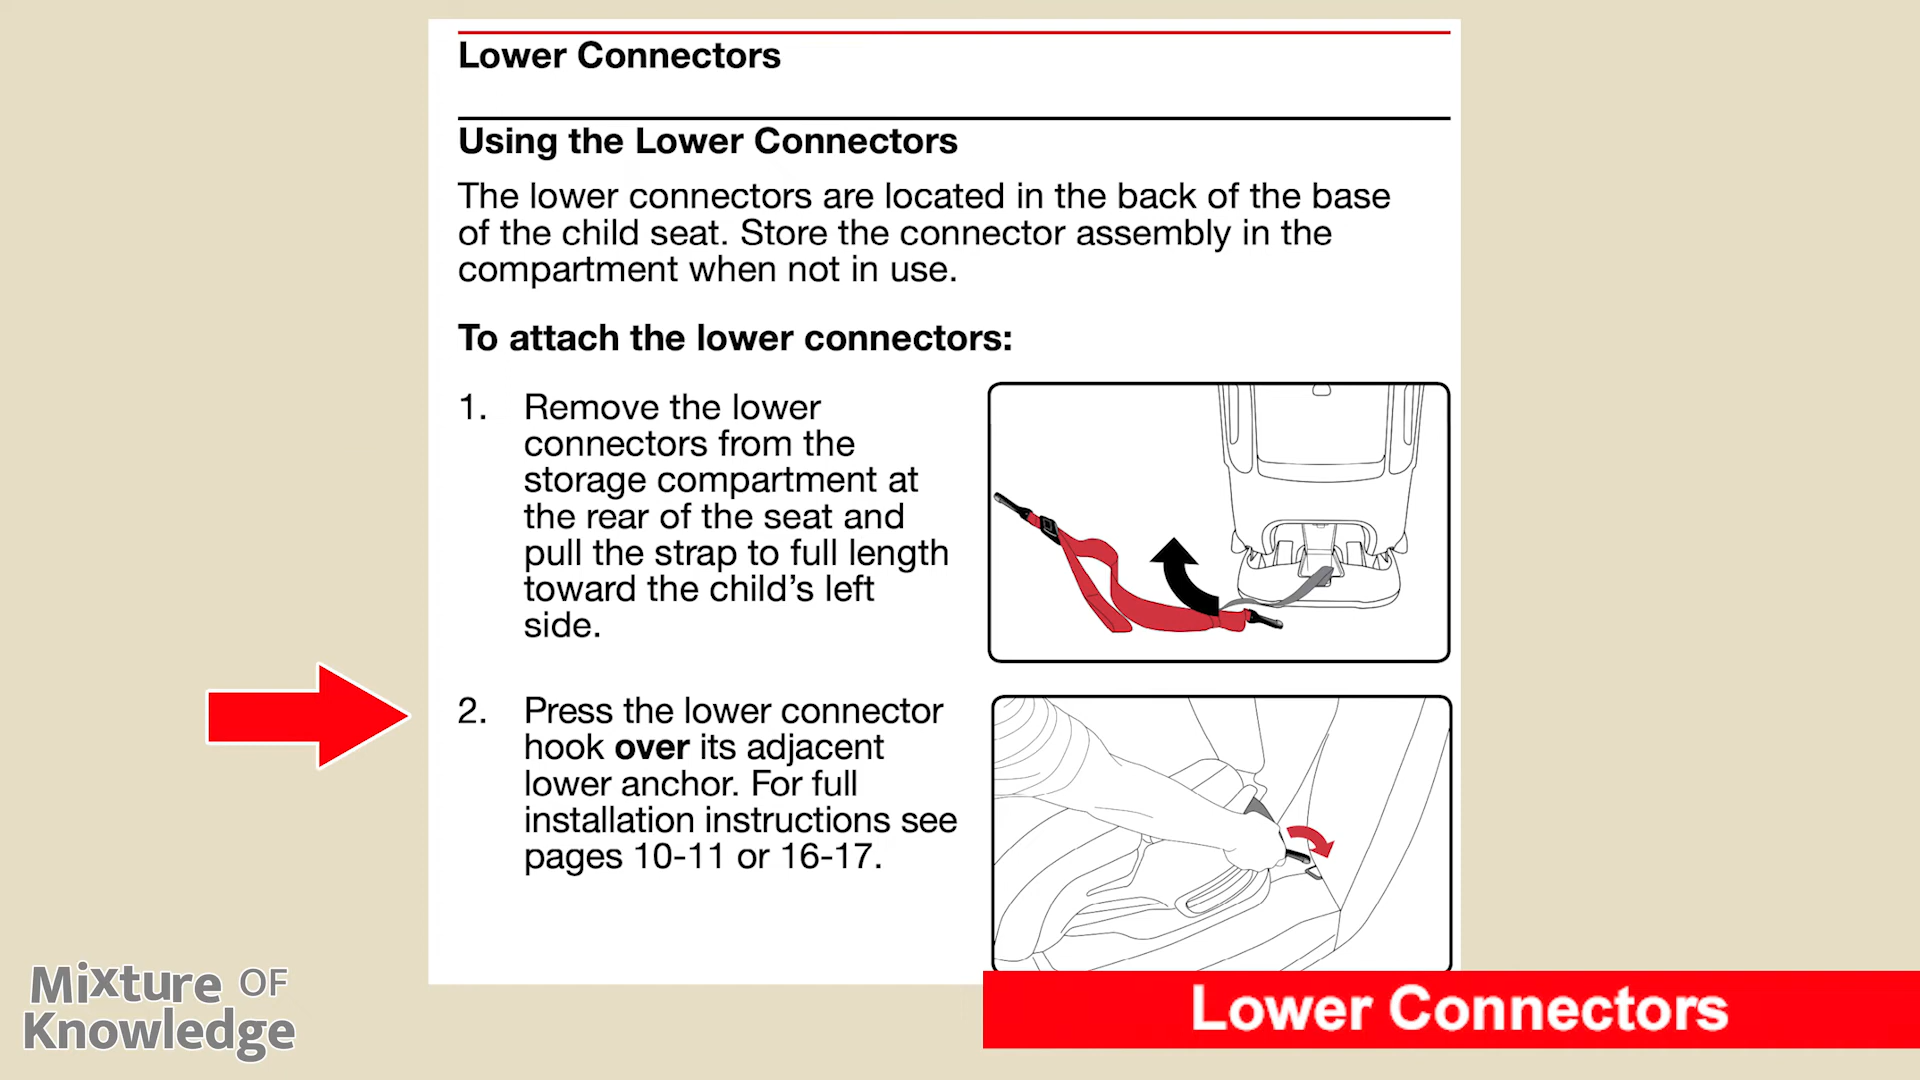 Lower Connectors
Using the Lower Connectors
The lower connectors are located in the back of the base
of the child seat. Store the connector assembly in the
compartment when not in use.
To attach the lower connectors:
1. Remove the lower
connectors from the
storage compartment at
the rear of the seat and
pull the strap to full length
toward the child’s left
side.
2. Press the lower connector
hook over its adjacent
lower anchor. For full
installation instructions see
pages 10-11 or 16-17.
Mixture OF
Knowledge
Lower Connectors